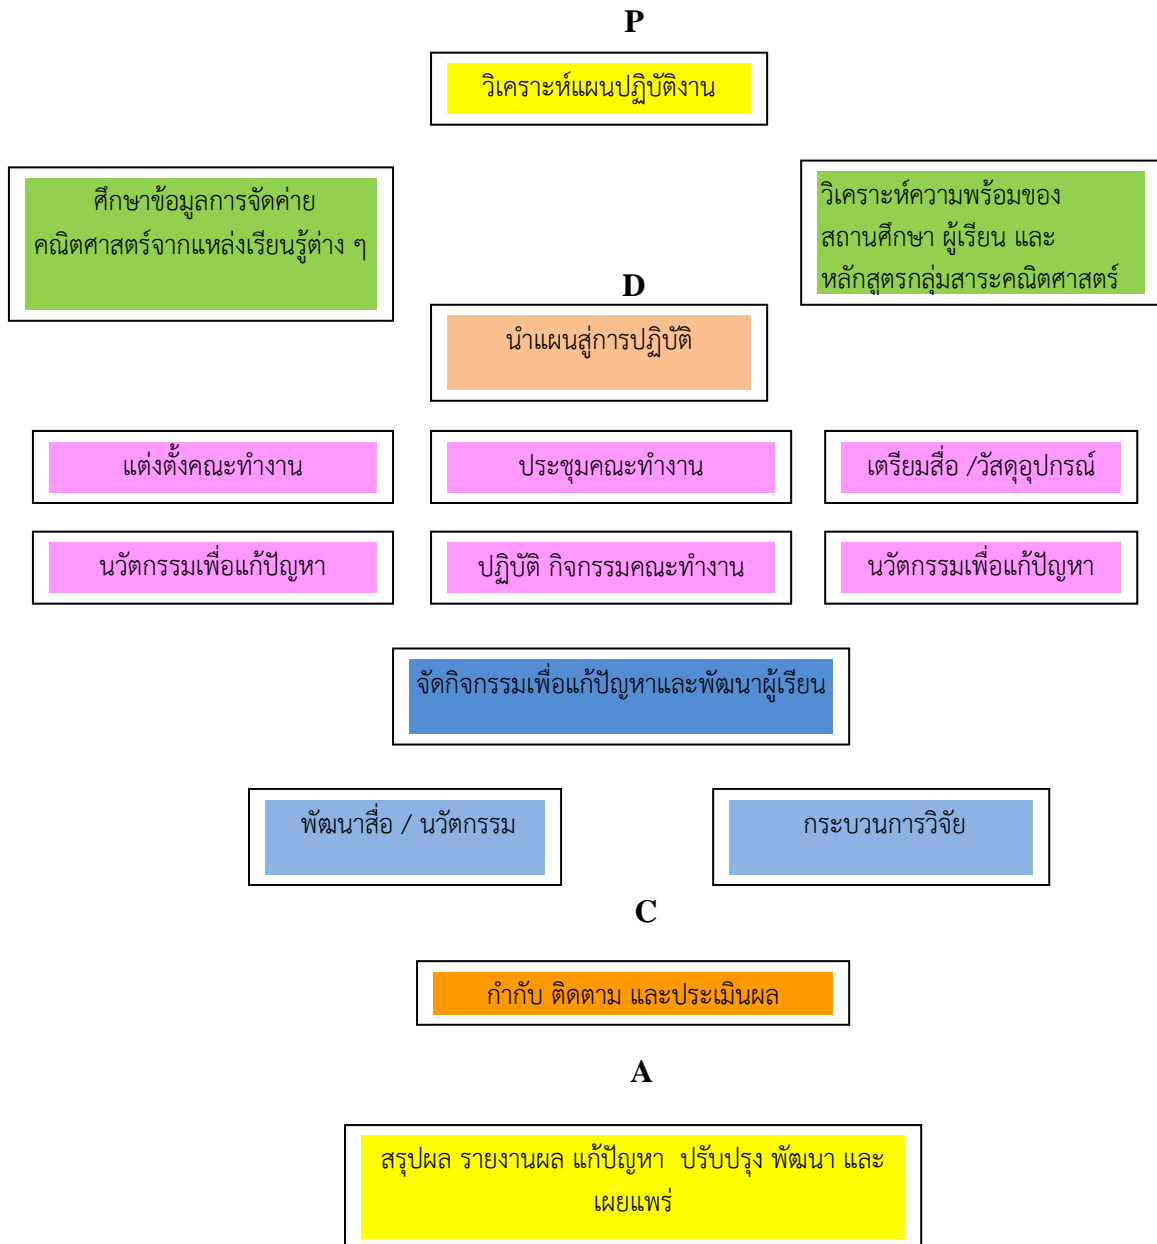 P
วิเคราะห์แผนปฏิบัติงาน
ศึกษาข้อมูลการจัดค่าย
คณิตศาสตร์จากแหล่งเรียนรู้ต่าง ๆ
วิเคราะห์ความพร้อมของ
สถานศึกษา ผู้เรียน และ
หลักสูตรกลุ่มสาระคณิตศาสตร์
D
นำแผนสู่การปฏิบัติ
แต่งตั้งคณะทำงาน
ประชุมคณะทำงาน
เตรียมสื่อ /วัสดุอุปกรณ์
นวัตกรรมเพื่อแก้ปัญหา
ปฏิบัติ กิจกรรมคณะทำงาน
นวัตกรรมเพื่อแก้ปัญหา
จัดกิจกรรมเพื่อแก้ปัญหาและพัฒนาผู้เรียน
พัฒนาสื่อ / นวัตกรรม
กระบวนการวิจัย
C
กำกับ ติดตาม และประเมินผล
A
สรุปผล รายงานผล แก้ปัญหา  ปรับปรุง พัฒนา และ
เผยแพร่